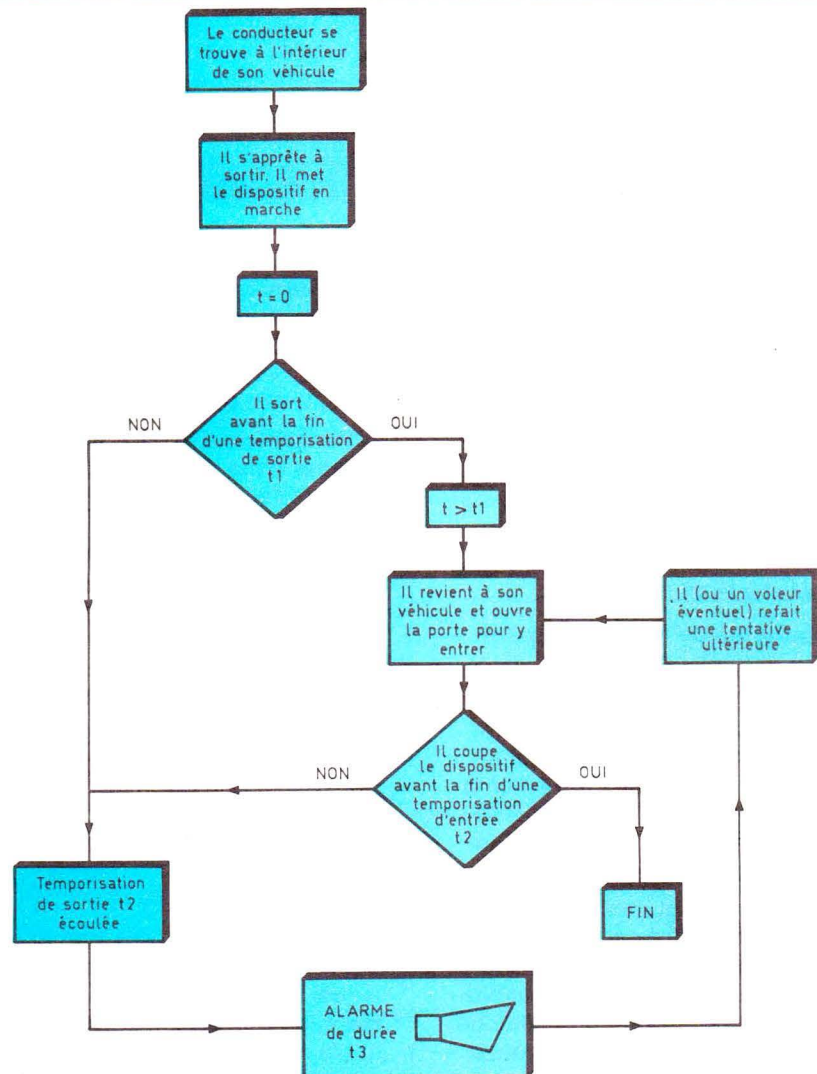 Le conducteur se
trouve à l'intérieur
de son véhicule
Il s'apprête à
sortir. Il met
le dispositif en
marche
t = 0
Il sort
avant la fin
d'une temporisation
de sortie
t1
NON
OUI
t > t1
Il revient à son
véhicule et ouvre
la porte pour y
entrer
Il (ou un voleur
éventuel) refait
une tentative
ultérieure
Il coupe
le dispositif
avant la fin d'une
temporisation
d'entrée
t2
NON
OUI
Temporisation
de sortie t2
écoulée
FIN
ALARME
de durée
t3